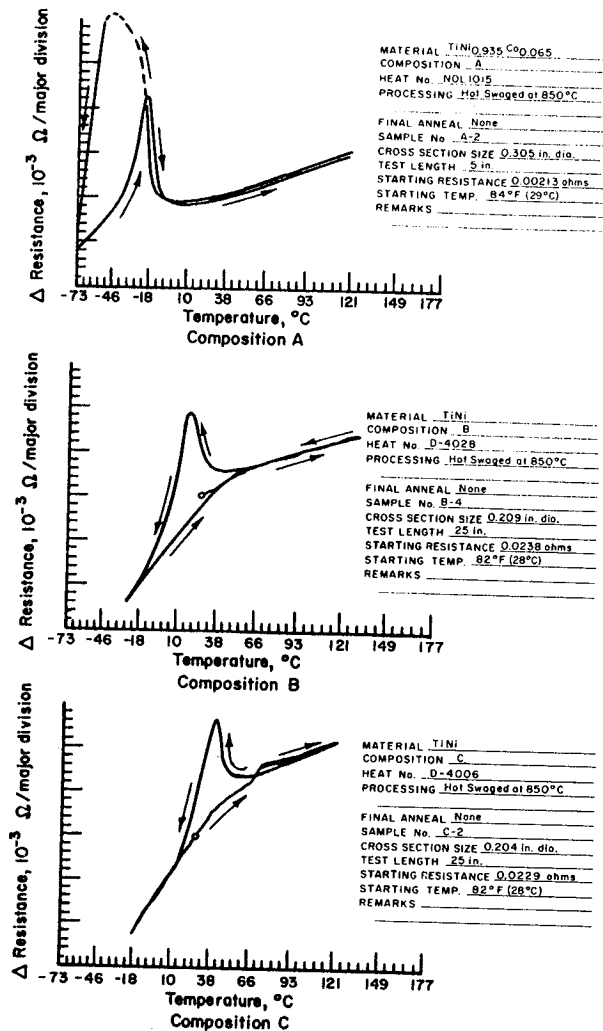 Δ Resistance, 10⁻³ Ω/major division
-73 -46 -18 10 38 66 93 121 149 177
Temperature, °C
Composition A
MATERIAL TiNi0.935 Co0.065
COMPOSITION A
HEAT No. NOL 1015
PROCESSING Hot Swaged at 850°C
FINAL ANNEAL None
SAMPLE No A-2
CROSS SECTION SIZE 0.305 in. dia.
TEST LENGTH 5 in.
STARTING RESISTANCE 0.00213 ohms
STARTING TEMP. 84°F (29°C)
REMARKS
Δ Resistance, 10⁻³ Ω/major division
-73 -46 -18 10 38 66 93 121 149 177
Temperature, °C
Composition B
MATERIAL TiNi
COMPOSITION B
HEAT No. D-4028
PROCESSING Hot Swaged at 850°C
FINAL ANNEAL None
SAMPLE No. B-4
CROSS SECTION SIZE 0.209 in. dia.
TEST LENGTH 25 in.
STARTING RESISTANCE 0.0238 ohms
STARTING TEMP. 82°F (28°C)
REMARKS
Δ Resistance, 10⁻³ Ω/major division
-73 -46 -18 10 38 66 93 121 149 177
Temperature, °C
Composition C
MATERIAL TiNi
COMPOSITION C
HEAT No. D-4006
PROCESSING Hot Swaged at 850°C
FINAL ANNEAL None
SAMPLE No. C-2
CROSS SECTION SIZE 0.204 in. dia.
TEST LENGTH 25 in.
STARTING RESISTANCE 0.0229 ohms
STARTING TEMP. 82°F (28°C)
REMARKS